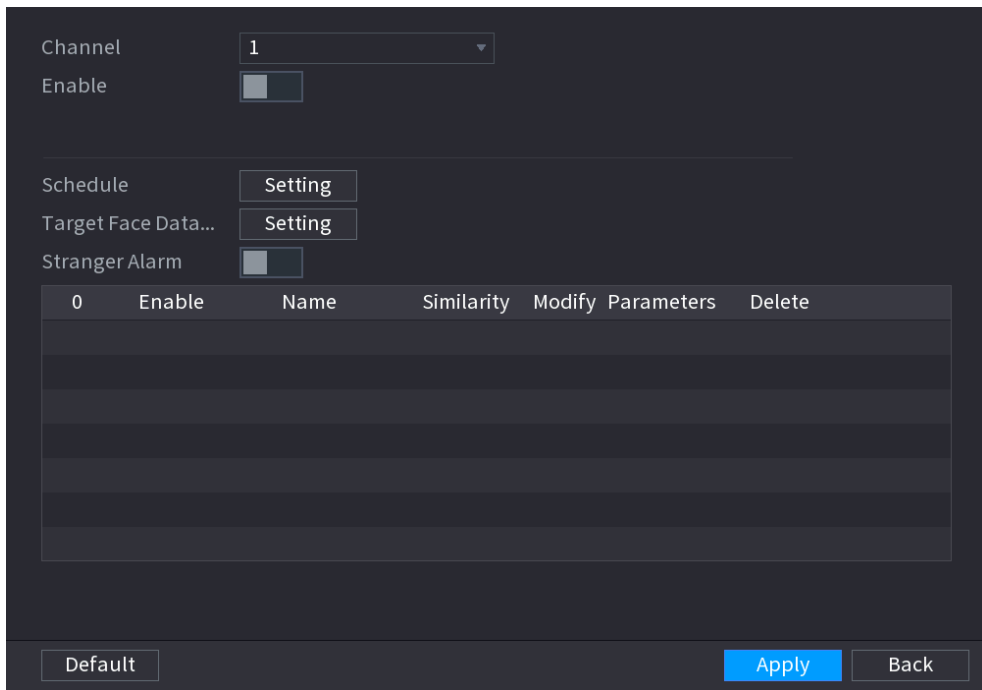 Channel 1
Enable
Schedule Setting
Target Face Data... Setting
Stranger Alarm
0 Enable Name Similarity Modify Parameters Delete
Default Apply Back